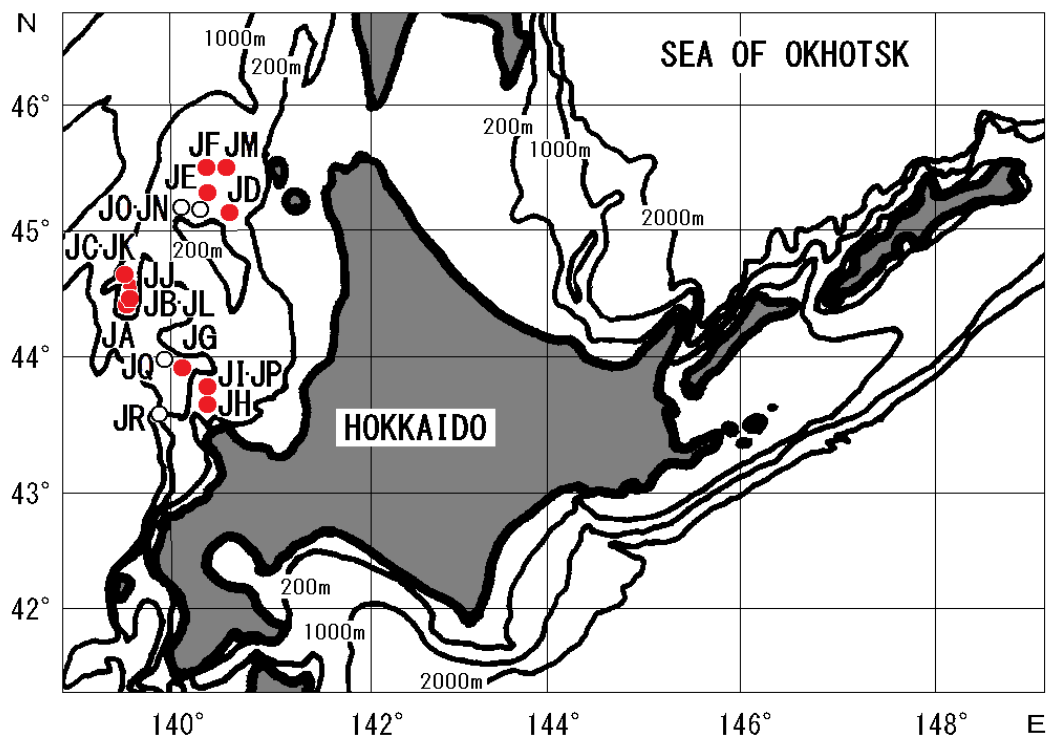 N
1000m
200m
SEA OF OKHOTSK
46°
200m
1000m
JF JM
JE
JD
2000m
JO·JN
45°
200m
JC·JK
JJ
JB·JL
JA
JG
44°
JQ
JI·JP
JH
JR
HOKKAIDO
43°
200m
42°
1000m
2000m
140° 142° 144° 146° 148° E